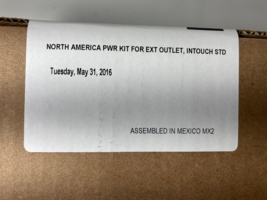 NORTH AMERICA PWR KIT FOR EXT OUTLET, INTOUCH STD
Tuesday, May 31, 2016
ASSEMBLED IN MEXICO MX2